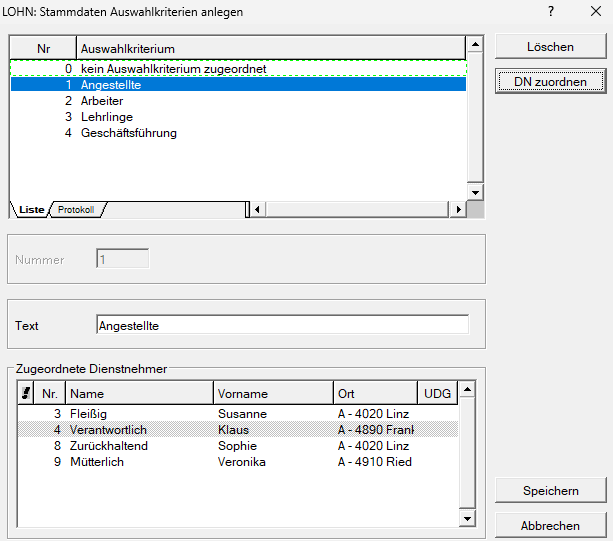 LOHN: Stammdaten Auswahlkriterien anlegen ? ×
Nr Auswahlkriterium
0 kein Auswahlkriterium zugeordnet
1 Angestellte
2 Arbeiter
3 Lehrlinge
4 Geschäftsführung
Liste Protokoll
Löschen
DN zuordnen
Nummer 1
Text Angestellte
Zugeordnete Dienstnehmer
Nr. Name Vorname Ort UDG
3 Fleißig Susanne A - 4020 Linz
4 Verantwortlich Klaus A - 4890 Frank
8 Zurückhaltend Sophie A - 4020 Linz
9 Mütterlich Veronika A - 4910 Ried
Speichern
Abbrechen